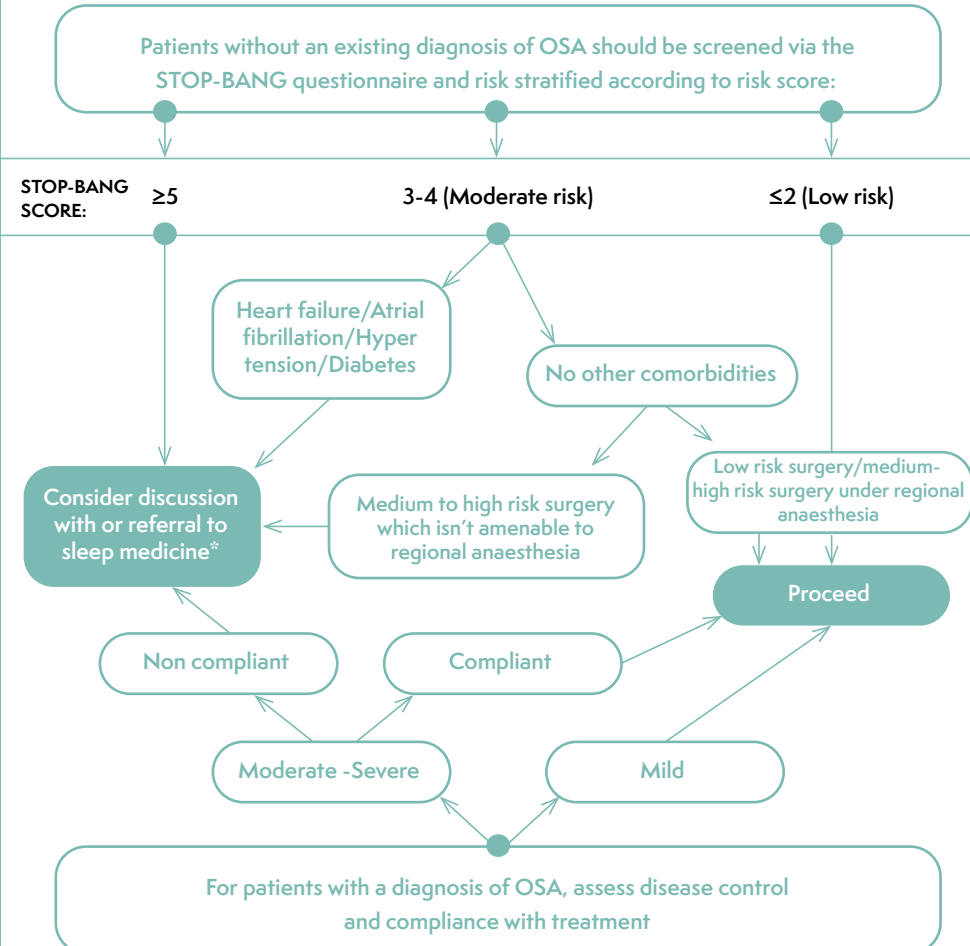 Patients without an existing diagnosis of OSA should be screened via the
STOP-BANG questionnaire and risk stratified according to risk score:
STOP-BANG
SCORE:
≥5
3-4 (Moderate risk)
≤2 (Low risk)
Heart failure/Atrial
fibrillation/Hyper
tension/Diabetes
No other comorbidities
Consider discussion
with or referral to
sleep medicine*
Medium to high risk surgery
which isn't amenable to
regional anaesthesia
Low risk surgery/medium-
high risk surgery under regional
anaesthesia
Proceed
Non compliant
Compliant
Moderate -Severe
Mild
For patients with a diagnosis of OSA, assess disease control
and compliance with treatment